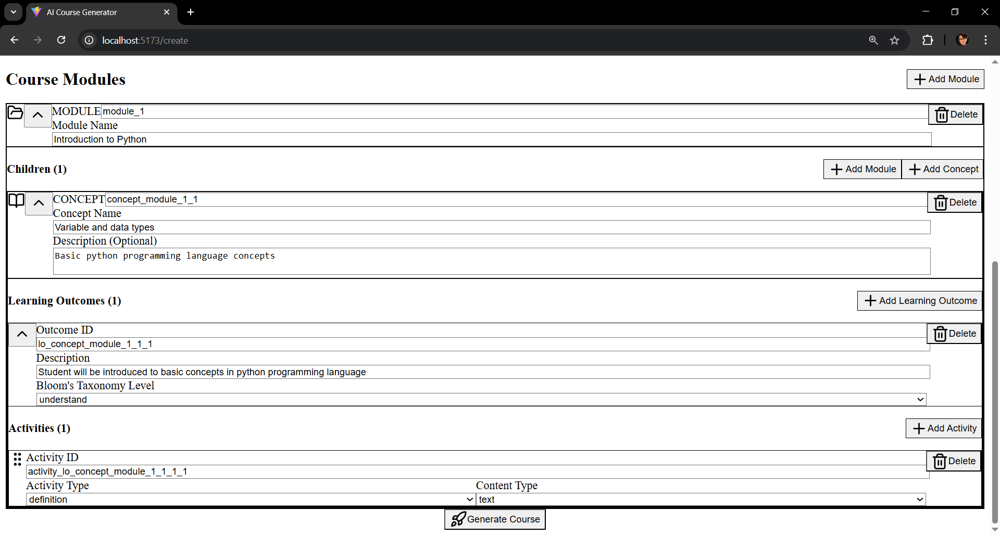 AI Course Generator
localhost:5173/create
Course Modules
Add Module
MODULE module_1
Delete
Module Name
Introduction to Python
Children (1)
Add Module
Add Concept
CONCEPT concept_module_1_1
Delete
Concept Name
Variable and data types
Description (Optional)
Basic python programming language concepts
Learning Outcomes (1)
Add Learning Outcome
Outcome ID
Delete
lo_concept_module_1_1_1
Description
Student will be introduced to basic concepts in python programming language
Bloom's Taxonomy Level
understand
Activities (1)
Add Activity
Activity ID
Delete
activity_lo_concept_module_1_1_1_1
Activity Type
Content Type
definition
text
Generate Course